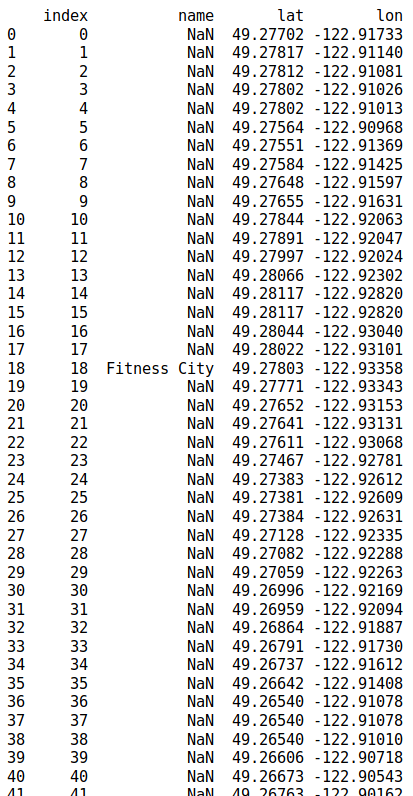 index name lat lon
0 0 NaN 49.27702 -122.91733
1 1 NaN 49.27817 -122.91140
2 2 NaN 49.27812 -122.91081
3 3 NaN 49.27802 -122.91026
4 4 NaN 49.27802 -122.91013
5 5 NaN 49.27564 -122.90968
6 6 NaN 49.27551 -122.91369
7 7 NaN 49.27584 -122.91425
8 8 NaN 49.27648 -122.91597
9 9 NaN 49.27655 -122.91631
10 10 NaN 49.27844 -122.92063
11 11 NaN 49.27891 -122.92047
12 12 NaN 49.27997 -122.92024
13 13 NaN 49.28066 -122.92302
14 14 NaN 49.28117 -122.92820
15 15 NaN 49.28117 -122.92820
16 16 NaN 49.28044 -122.93040
17 17 NaN 49.28022 -122.93101
18 18 Fitness City 49.27803 -122.93358
19 19 NaN 49.27771 -122.93343
20 20 NaN 49.27652 -122.93153
21 21 NaN 49.27641 -122.93131
22 22 NaN 49.27611 -122.93068
23 23 NaN 49.27467 -122.92781
24 24 NaN 49.27383 -122.92612
25 25 NaN 49.27381 -122.92609
26 26 NaN 49.27384 -122.92631
27 27 NaN 49.27128 -122.92335
28 28 NaN 49.27082 -122.92288
29 29 NaN 49.27059 -122.92263
30 30 NaN 49.26996 -122.92169
31 31 NaN 49.26959 -122.92094
32 32 NaN 49.26864 -122.91887
33 33 NaN 49.26791 -122.91730
34 34 NaN 49.26737 -122.91612
35 35 NaN 49.26642 -122.91408
36 36 NaN 49.26540 -122.91078
37 37 NaN 49.26540 -122.91078
38 38 NaN 49.26540 -122.91010
39 39 NaN 49.26606 -122.90718
40 40 NaN 49.26673 -122.90543
41 41 NaN 49.26763 -122.90162